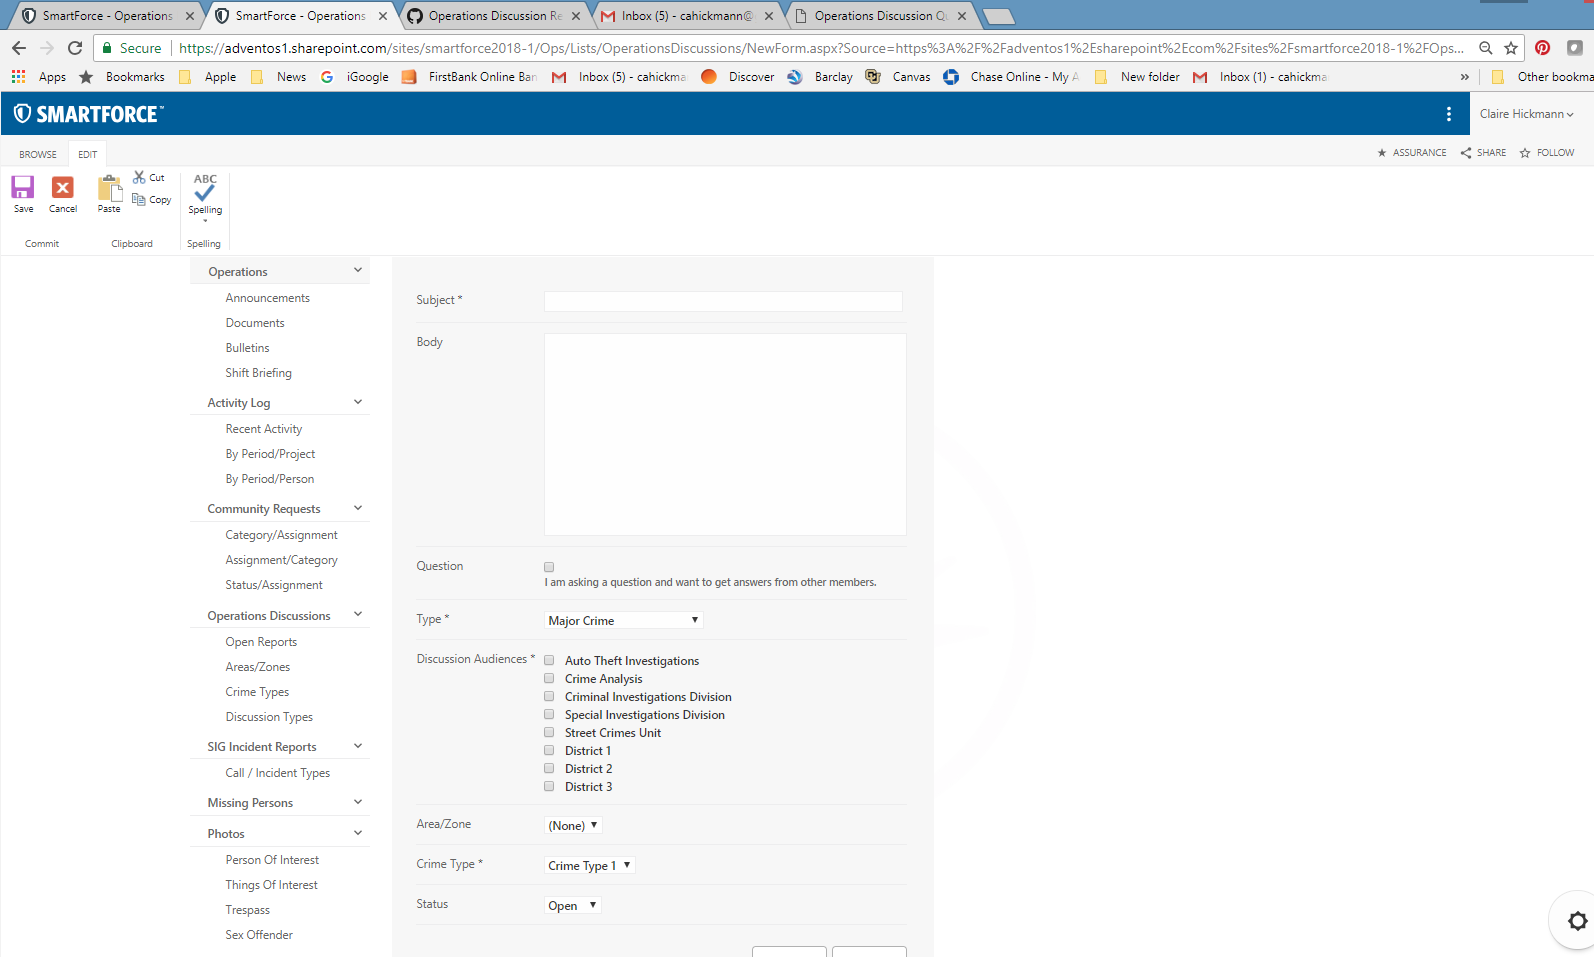 SmartForce - Operations
SmartForce - Operations
Operations Discussion Re
Inbox (5) - cahickmann@
Operations Discussion Qu
Secure
https://adventos1.sharepoint.com/sites/smartforce2018-1/Ops/Lists/OperationsDiscussions/NewForm.aspx?Source=https%3A%2F%2Fadventos1%2Esharepoint%2Ecom%2Fsites%2Fsmartforce2018-1%2FOps...
Apps
Bookmarks
Apple
News
iGoogle
FirstBank Online Ban
Inbox (5) - cahickma
Discover
Barclay
Canvas
Chase Online - My A
New folder
Inbox (1) - cahickma
»
Other bookma
SMARTFORCE™
Claire Hickmann
BROWSE
EDIT
ASSURANCE
SHARE
FOLLOW
Save
Cancel
Paste
Cut
Copy
ABC
Spelling
Commit
Clipboard
Spelling
Operations
Announcements
Documents
Bulletins
Shift Briefing
Activity Log
Recent Activity
By Period/Project
By Period/Person
Community Requests
Category/Assignment
Assignment/Category
Status/Assignment
Operations Discussions
Open Reports
Areas/Zones
Crime Types
Discussion Types
SIG Incident Reports
Call / Incident Types
Missing Persons
Photos
Person Of Interest
Things Of Interest
Trespass
Sex Offender
Subject *
Body
Question
I am asking a question and want to get answers from other members.
Type *
Major Crime
Discussion Audiences *
Auto Theft Investigations
Crime Analysis
Criminal Investigations Division
Special Investigations Division
Street Crimes Unit
District 1
District 2
District 3
Area/Zone
(None)
Crime Type *
Crime Type 1
Status
Open